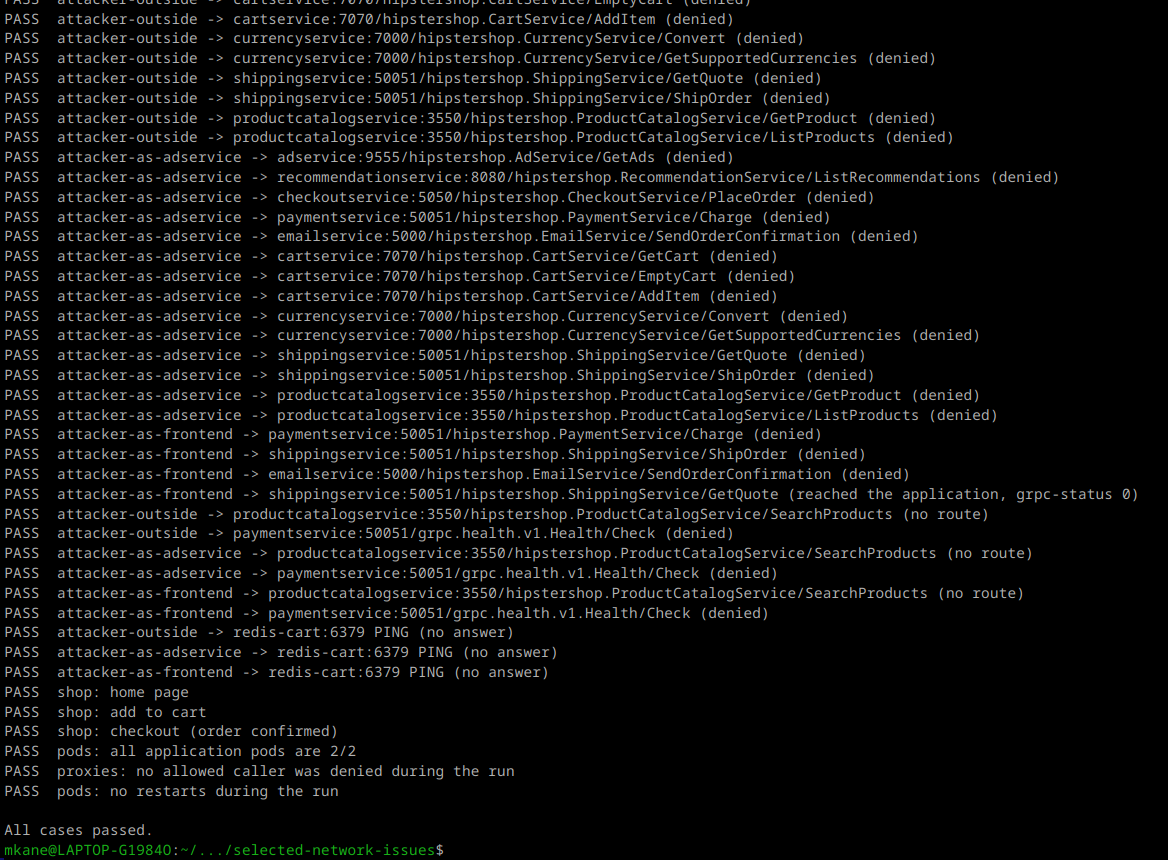 PASS  attacker-outside -> cartservice:7070/hipstershop.CartService/EmptyCart (denied)
PASS  attacker-outside -> cartservice:7070/hipstershop.CartService/AddItem (denied)
PASS  attacker-outside -> currencyservice:7000/hipstershop.CurrencyService/Convert (denied)
PASS  attacker-outside -> currencyservice:7000/hipstershop.CurrencyService/GetSupportedCurrencies (denied)
PASS  attacker-outside -> shippingservice:50051/hipstershop.ShippingService/GetQuote (denied)
PASS  attacker-outside -> shippingservice:50051/hipstershop.ShippingService/ShipOrder (denied)
PASS  attacker-outside -> productcatalogservice:3550/hipstershop.ProductCatalogService/GetProduct (denied)
PASS  attacker-outside -> productcatalogservice:3550/hipstershop.ProductCatalogService/ListProducts (denied)
PASS  attacker-as-adservice -> adservice:9555/hipstershop.AdService/GetAds (denied)
PASS  attacker-as-adservice -> recommendationservice:8080/hipstershop.RecommendationService/ListRecommendations (denied)
PASS  attacker-as-adservice -> checkoutservice:5050/hipstershop.CheckoutService/PlaceOrder (denied)
PASS  attacker-as-adservice -> paymentservice:50051/hipstershop.PaymentService/Charge (denied)
PASS  attacker-as-adservice -> emailservice:5000/hipstershop.EmailService/SendOrderConfirmation (denied)
PASS  attacker-as-adservice -> cartservice:7070/hipstershop.CartService/GetCart (denied)
PASS  attacker-as-adservice -> cartservice:7070/hipstershop.CartService/EmptyCart (denied)
PASS  attacker-as-adservice -> cartservice:7070/hipstershop.CartService/AddItem (denied)
PASS  attacker-as-adservice -> currencyservice:7000/hipstershop.CurrencyService/Convert (denied)
PASS  attacker-as-adservice -> currencyservice:7000/hipstershop.CurrencyService/GetSupportedCurrencies (denied)
PASS  attacker-as-adservice -> shippingservice:50051/hipstershop.ShippingService/GetQuote (denied)
PASS  attacker-as-adservice -> shippingservice:50051/hipstershop.ShippingService/ShipOrder (denied)
PASS  attacker-as-adservice -> productcatalogservice:3550/hipstershop.ProductCatalogService/GetProduct (denied)
PASS  attacker-as-adservice -> productcatalogservice:3550/hipstershop.ProductCatalogService/ListProducts (denied)
PASS  attacker-as-frontend -> paymentservice:50051/hipstershop.PaymentService/Charge (denied)
PASS  attacker-as-frontend -> shippingservice:50051/hipstershop.ShippingService/ShipOrder (denied)
PASS  attacker-as-frontend -> emailservice:5000/hipstershop.EmailService/SendOrderConfirmation (denied)
PASS  attacker-as-frontend -> shippingservice:50051/hipstershop.ShippingService/GetQuote (reached the application, grpc-status 0)
PASS  attacker-outside -> productcatalogservice:3550/hipstershop.ProductCatalogService/SearchProducts (no route)
PASS  attacker-outside -> paymentservice:50051/grpc.health.v1.Health/Check (denied)
PASS  attacker-as-adservice -> productcatalogservice:3550/hipstershop.ProductCatalogService/SearchProducts (no route)
PASS  attacker-as-adservice -> paymentservice:50051/grpc.health.v1.Health/Check (denied)
PASS  attacker-as-frontend -> productcatalogservice:3550/hipstershop.ProductCatalogService/SearchProducts (no route)
PASS  attacker-as-frontend -> paymentservice:50051/grpc.health.v1.Health/Check (denied)
PASS  attacker-outside -> redis-cart:6379 PING (no answer)
PASS  attacker-as-adservice -> redis-cart:6379 PING (no answer)
PASS  attacker-as-frontend -> redis-cart:6379 PING (no answer)
PASS  shop: home page
PASS  shop: add to cart
PASS  shop: checkout (order confirmed)
PASS  pods: all application pods are 2/2
PASS  proxies: no allowed caller was denied during the run
PASS  pods: no restarts during the run

All cases passed.
mkane@LAPTOP-G1984O:~/.../selected-network-issues$